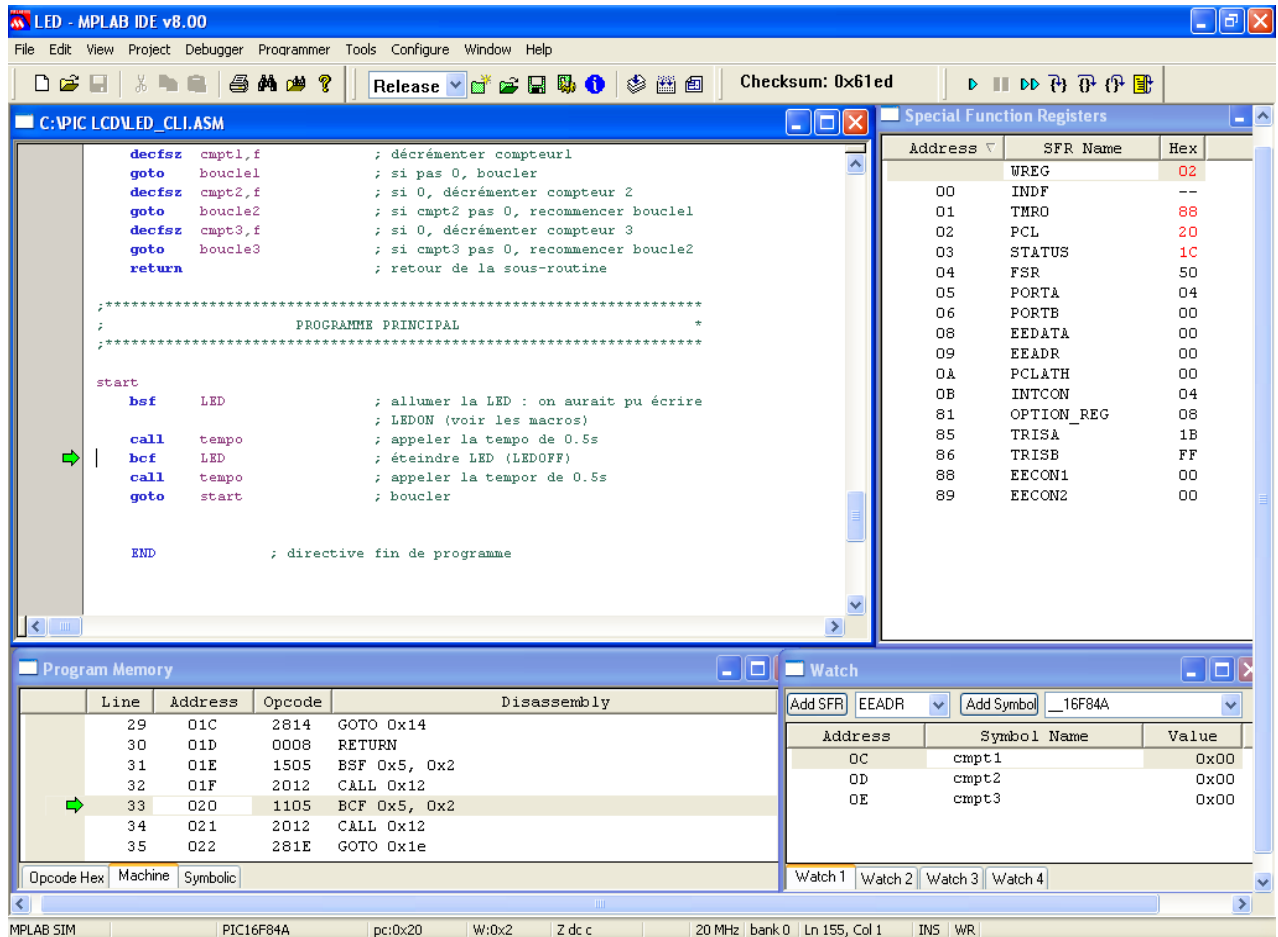 LED - MPLAB IDE v8.00
File Edit View Project Debugger Programmer Tools Configure Window Help
Release Checksum: 0x61ed
C:\PIC LCD\LED_CLI.ASM
decfsz cmpt1,f ; décrémenter compteur1
goto boucle1 ; si pas 0, boucler
decfsz cmpt2,f ; si 0, décrémenter compteur 2
goto boucle2 ; si cmpt2 pas 0, recommencer boucle1
decfsz cmpt3,f ; si 0, décrémenter compteur 3
goto boucle3 ; si cmpt3 pas 0, recommencer boucle2
return ; retour de la sous-routine
;*********************************************************************
; PROGRAMME PRINCIPAL *
;*********************************************************************
start
bsf LED ; allumer la LED : on aurait pu écrire
; LEDON (voir les macros)
call tempo ; appeler la tempo de 0.5s
bcf LED ; éteindre LED (LEDOFF)
call tempo ; appeler la tempor de 0.5s
goto start ; boucler
END ; directive fin de programme
Special Function Registers
Address SFR Name Hex
WREG 02
00 INDF --
01 TMR0 88
02 PCL 20
03 STATUS 1C
04 FSR 50
05 PORTA 04
06 PORTB 00
08 EEDATA 00
09 EEADR 00
0A PCLATH 00
0B INTCON 04
81 OPTION_REG 08
85 TRISA 1B
86 TRISB FF
88 EECON1 00
89 EECON2 00
Program Memory
Line Address Opcode Disassembly
29 01C 2814 GOTO 0x14
30 01D 0008 RETURN
31 01E 1505 BSF 0x5, 0x2
32 01F 2012 CALL 0x12
33 020 1105 BCF 0x5, 0x2
34 021 2012 CALL 0x12
35 022 281E GOTO 0x1e
Opcode Hex Machine Symbolic
Watch
Add SFR EEADR Add Symbol __16F84A
Address Symbol Name Value
0C cmpt1 0x00
0D cmpt2 0x00
0E cmpt3 0x00
Watch 1 Watch 2 Watch 3 Watch 4
MPLAB SIM PIC16F84A pc:0x20 W:0x2 Z dc c 20 MHz bank 0 Ln 155, Col 1 INS WR